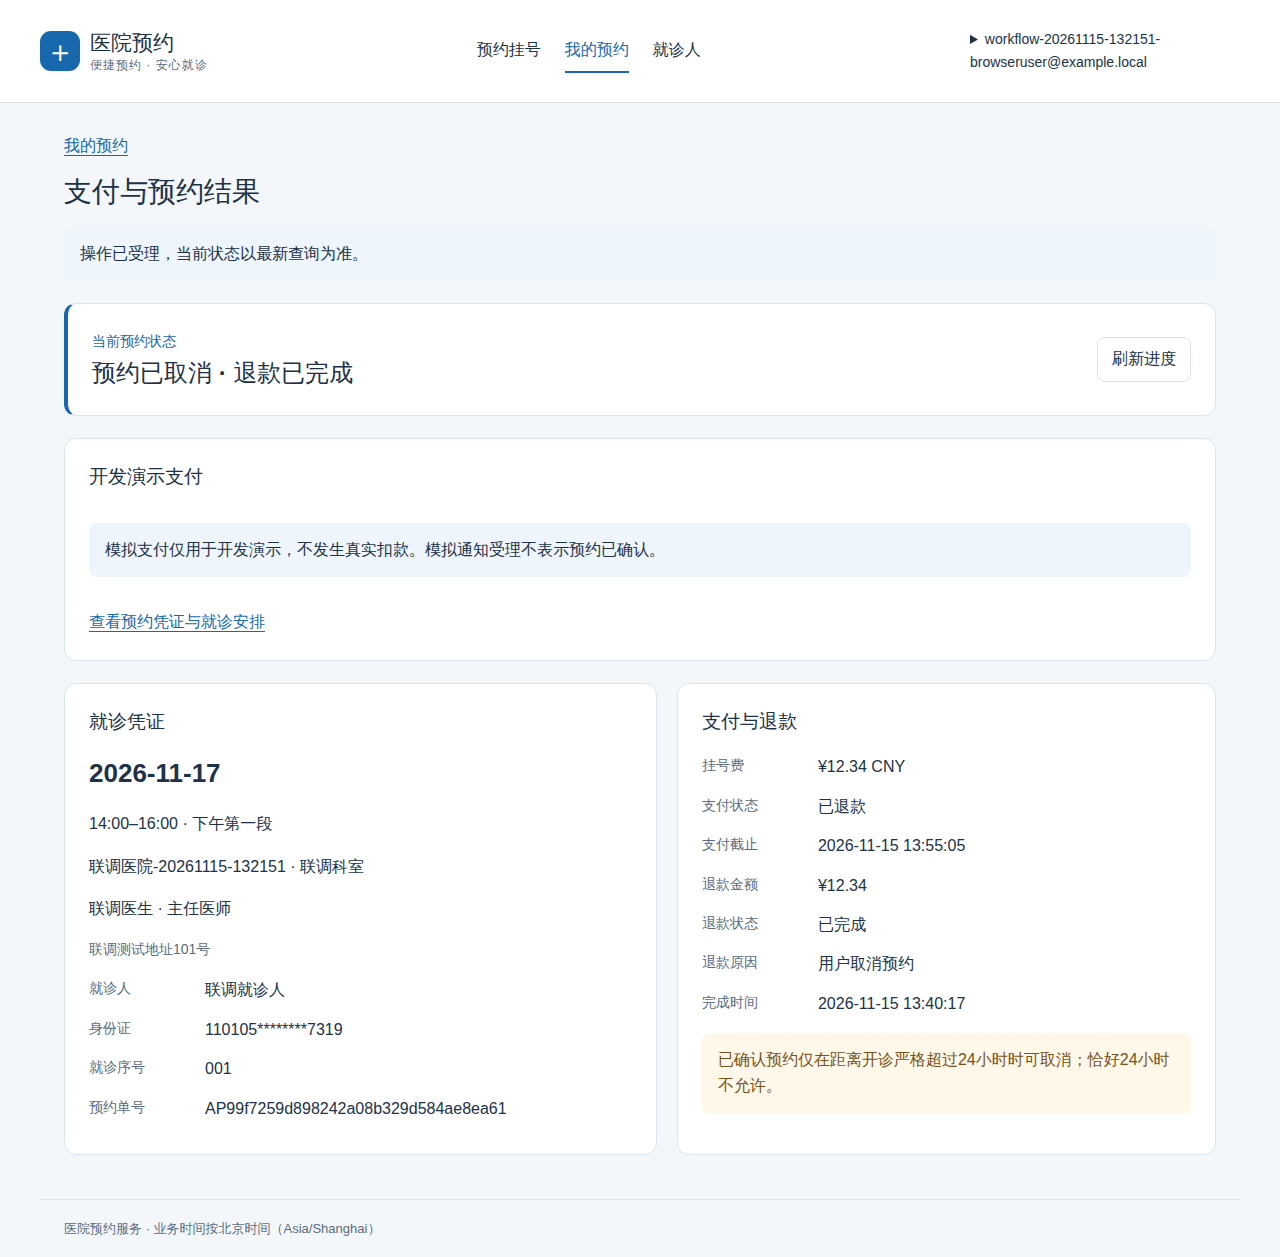 医院预约
便捷预约 · 安心就诊
预约挂号
我的预约
就诊人
workflow-20261115-132151-
browseruser@example.local
我的预约
支付与预约结果
操作已受理，当前状态以最新查询为准。
当前预约状态
预约已取消 · 退款已完成
刷新进度
开发演示支付
模拟支付仅用于开发演示，不发生真实扣款。模拟通知受理不表示预约已确认。
查看预约凭证与就诊安排
就诊凭证
2026-11-17
14:00–16:00 · 下午第一段
联调医院-20261115-132151 · 联调科室
联调医生 · 主任医师
联调测试地址101号
就诊人 联调就诊人
身份证 110105********7319
就诊序号 001
预约单号 AP99f7259d898242a08b329d584ae8ea61
支付与退款
挂号费 ¥12.34 CNY
支付状态 已退款
支付截止 2026-11-15 13:55:05
退款金额 ¥12.34
退款状态 已完成
退款原因 用户取消预约
完成时间 2026-11-15 13:40:17
已确认预约仅在距离开诊严格超过24小时时可取消；恰好24小时
不允许。
医院预约服务 · 业务时间按北京时间（Asia/Shanghai）